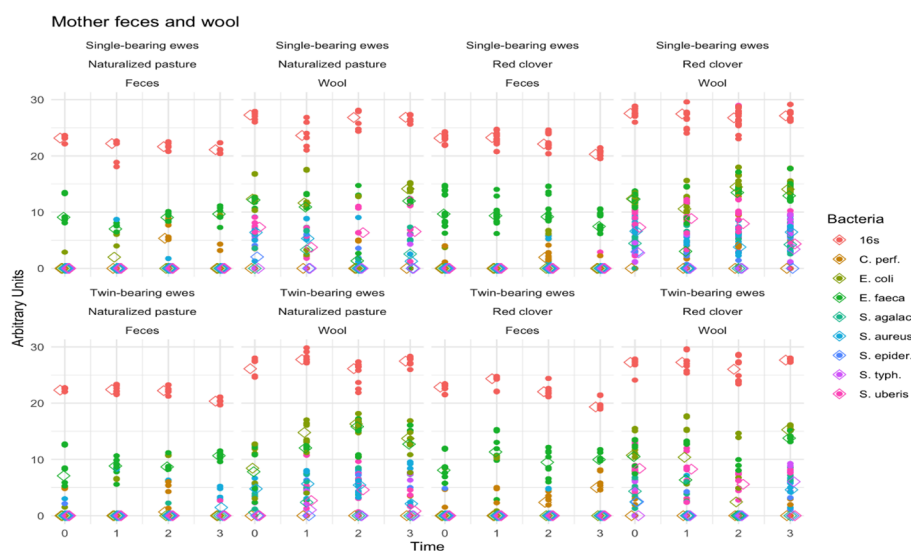 Mother feces and wool
Single-bearing ewes Single-bearing ewes Single-bearing ewes Single-bearing ewes
Naturalized pasture Naturalized pasture Red clover Red clover
Feces Wool Feces Wool
30
20
10
0
Twin-bearing ewes Twin-bearing ewes Twin-bearing ewes Twin-bearing ewes
Naturalized pasture Naturalized pasture Red clover Red clover
Feces Wool Feces Wool
30
20
10
0
0 1 2 3 0 1 2 3 0 1 2 3 0 1 2 3
Time
Arbitrary Units
Bacteria
16s
C. perf.
E. coli
E. faeca
S. agalac
S. aureus
S. epider.
S. typh.
S. uberis